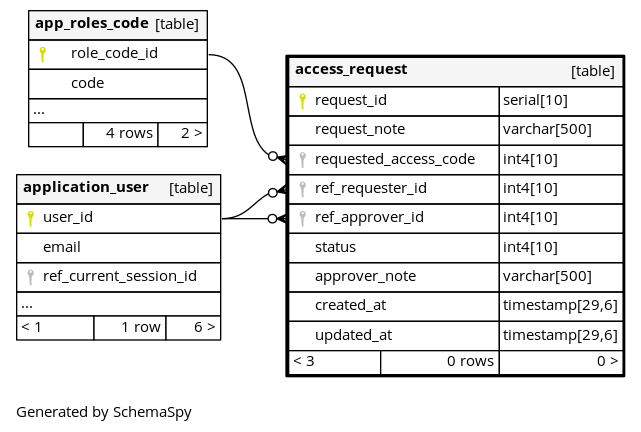 app_roles_code [table]
role_code_id
code
...
4 rows 2 >
application_user [table]
user_id
email
ref_current_session_id
...
< 1 1 row 6 >
access_request [table]
request_id serial[10]
request_note varchar[500]
requested_access_code int4[10]
ref_requester_id int4[10]
ref_approver_id int4[10]
status int4[10]
approver_note varchar[500]
created_at timestamp[29,6]
updated_at timestamp[29,6]
< 3 0 rows 0 >
Generated by SchemaSpy